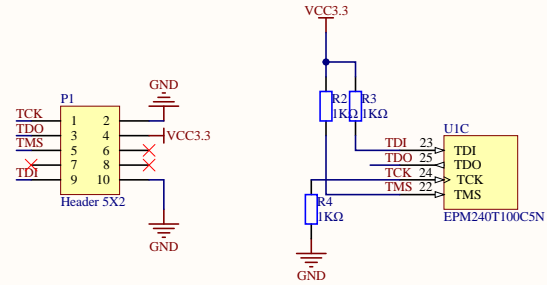 VCC3.3
GND
P1
R2 R3
TCK 1 2
1KΩ 1KΩ
TDO 3 4 VCC3.3
U1C
TMS 5 6
TDI 23 TDI
7 8
TDO 25 TDO
TDI 9 10
TCK 24 TCK
TMS 22 TMS
Header 5X2
R4
1KΩ
EPM240T100C5N
GND
GND